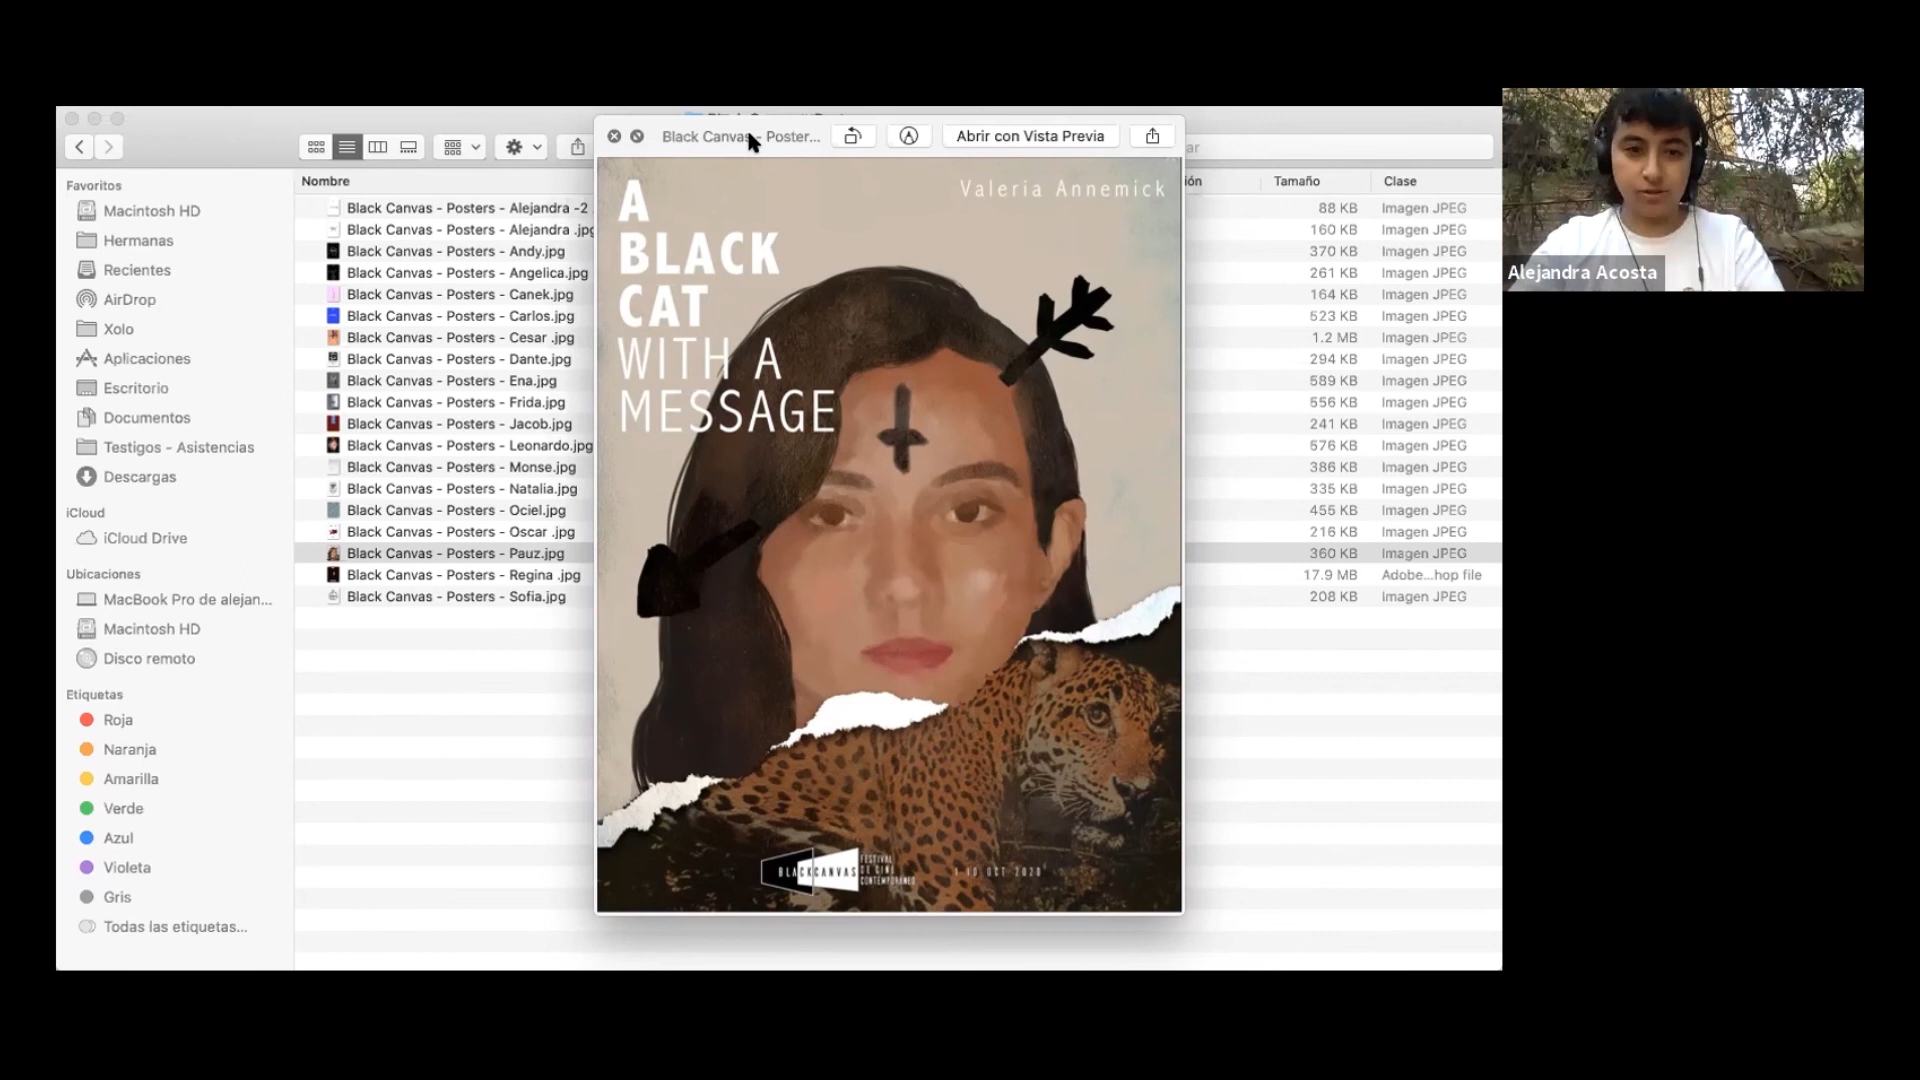 Black Canvas - Poster...
Abrir con Vista Previa
Favoritos
Macintosh HD
Hermanas
Recientes
AirDrop
Xolo
Aplicaciones
Escritorio
Documentos
Testigos - Asistencias
Descargas
iCloud
iCloud Drive
Ubicaciones
MacBook Pro de alejan...
Macintosh HD
Disco remoto
Etiquetas
Roja
Naranja
Amarilla
Verde
Azul
Violeta
Gris
Todas las etiquetas...
Nombre
Tamaño
Clase
Black Canvas - Posters - Alejandra -2
88 KB
Imagen JPEG
Black Canvas - Posters - Alejandra .jpg
160 KB
Imagen JPEG
Black Canvas - Posters - Andy.jpg
370 KB
Imagen JPEG
Black Canvas - Posters - Angelica.jpg
261 KB
Imagen JPEG
Black Canvas - Posters - Canek.jpg
164 KB
Imagen JPEG
Black Canvas - Posters - Carlos.jpg
523 KB
Imagen JPEG
Black Canvas - Posters - Cesar .jpg
1.2 MB
Imagen JPEG
Black Canvas - Posters - Dante.jpg
294 KB
Imagen JPEG
Black Canvas - Posters - Ena.jpg
589 KB
Imagen JPEG
Black Canvas - Posters - Frida.jpg
556 KB
Imagen JPEG
Black Canvas - Posters - Jacob.jpg
241 KB
Imagen JPEG
Black Canvas - Posters - Leonardo.jpg
576 KB
Imagen JPEG
Black Canvas - Posters - Monse.jpg
386 KB
Imagen JPEG
Black Canvas - Posters - Natalia.jpg
335 KB
Imagen JPEG
Black Canvas - Posters - Ociel.jpg
455 KB
Imagen JPEG
Black Canvas - Posters - Oscar .jpg
216 KB
Imagen JPEG
Black Canvas - Posters - Pauz.jpg
360 KB
Imagen JPEG
Black Canvas - Posters - Regina .jpg
17.9 MB
Adobe...hop file
Black Canvas - Posters - Sofia.jpg
208 KB
Imagen JPEG
Valeria Annemick
A
BLACK
CAT
WITH A
MESSAGE
BLACKCANVAS
FESTIVAL
DE CINE
CONTEMPORÁNEO
OCT 2020
Alejandra Acosta